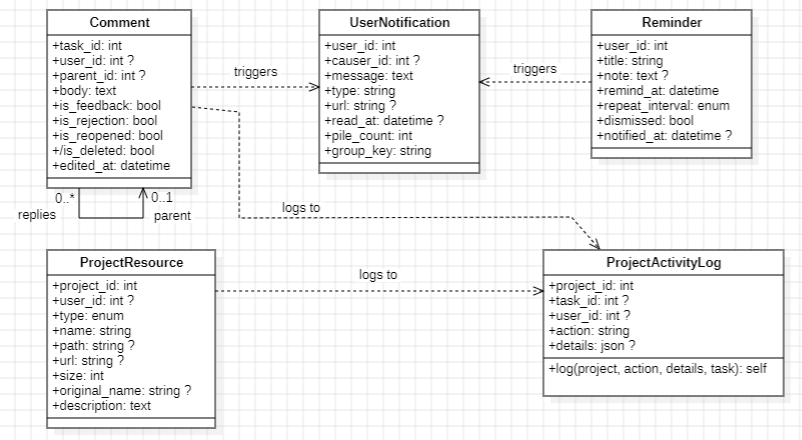 Comment
+task_id: int
+user_id: int ?
+parent_id: int ?
+body: text
+is_feedback: bool
+is_rejection: bool
+is_reopened: bool
+/is_deleted: bool
+edited_at: datetime
0..*
0..1
replies
parent
triggers
UserNotification
+user_id: int
+causer_id: int ?
+message: text
+type: string
+url: string ?
+read_at: datetime ?
+pile_count: int
+group_key: string
triggers
Reminder
+user_id: int
+title: string
+note: text ?
+remind_at: datetime
+repeat_interval: enum
+dismissed: bool
+notified_at: datetime ?
logs to
ProjectResource
+project_id: int
+user_id: int ?
+type: enum
+name: string
+path: string ?
+url: string ?
+size: int
+original_name: string ?
+description: text
logs to
ProjectActivityLog
+project_id: int
+task_id: int ?
+user_id: int ?
+action: string
+details: json ?
+log(project, action, details, task): self